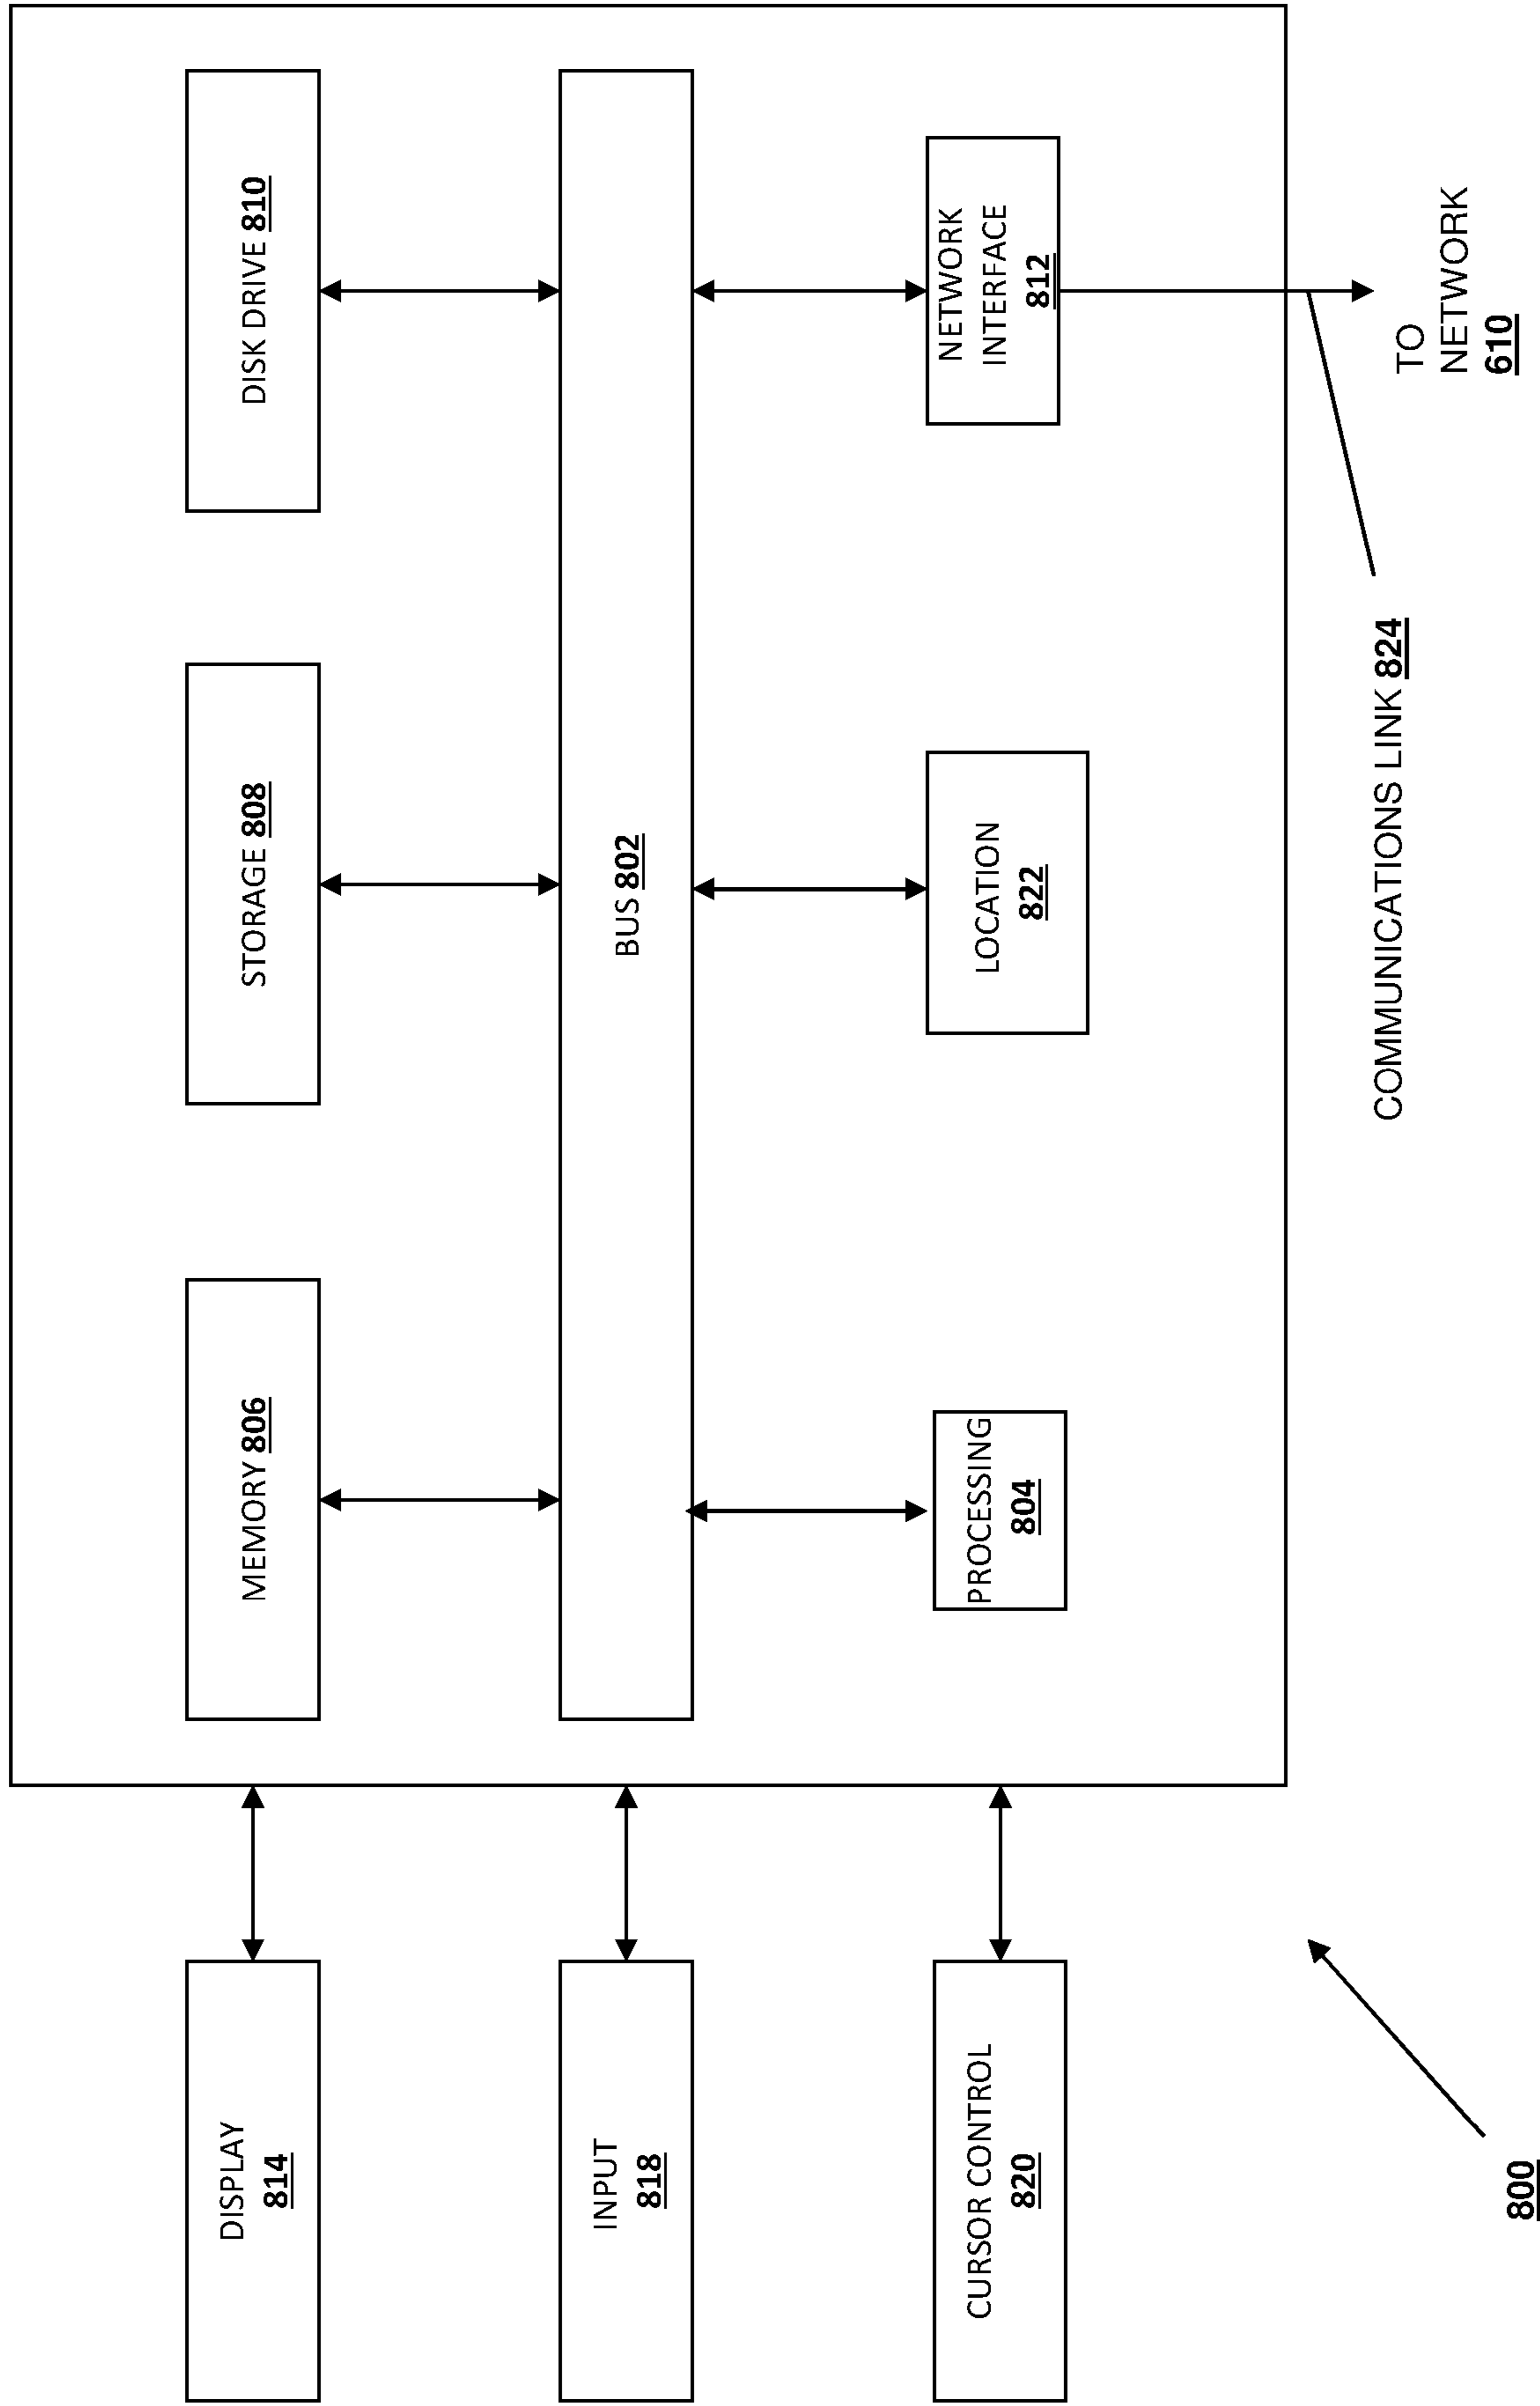 MEMORY 806
STORAGE 808
DISK DRIVE 810
DISPLAY
814
INPUT
818
BUS 802
CURSOR CONTROL
820
PROCESSING
804
LOCATION
822
NETWORK
INTERFACE
812
COMMUNICATIONS LINK 824
TO
NETWORK
610
800